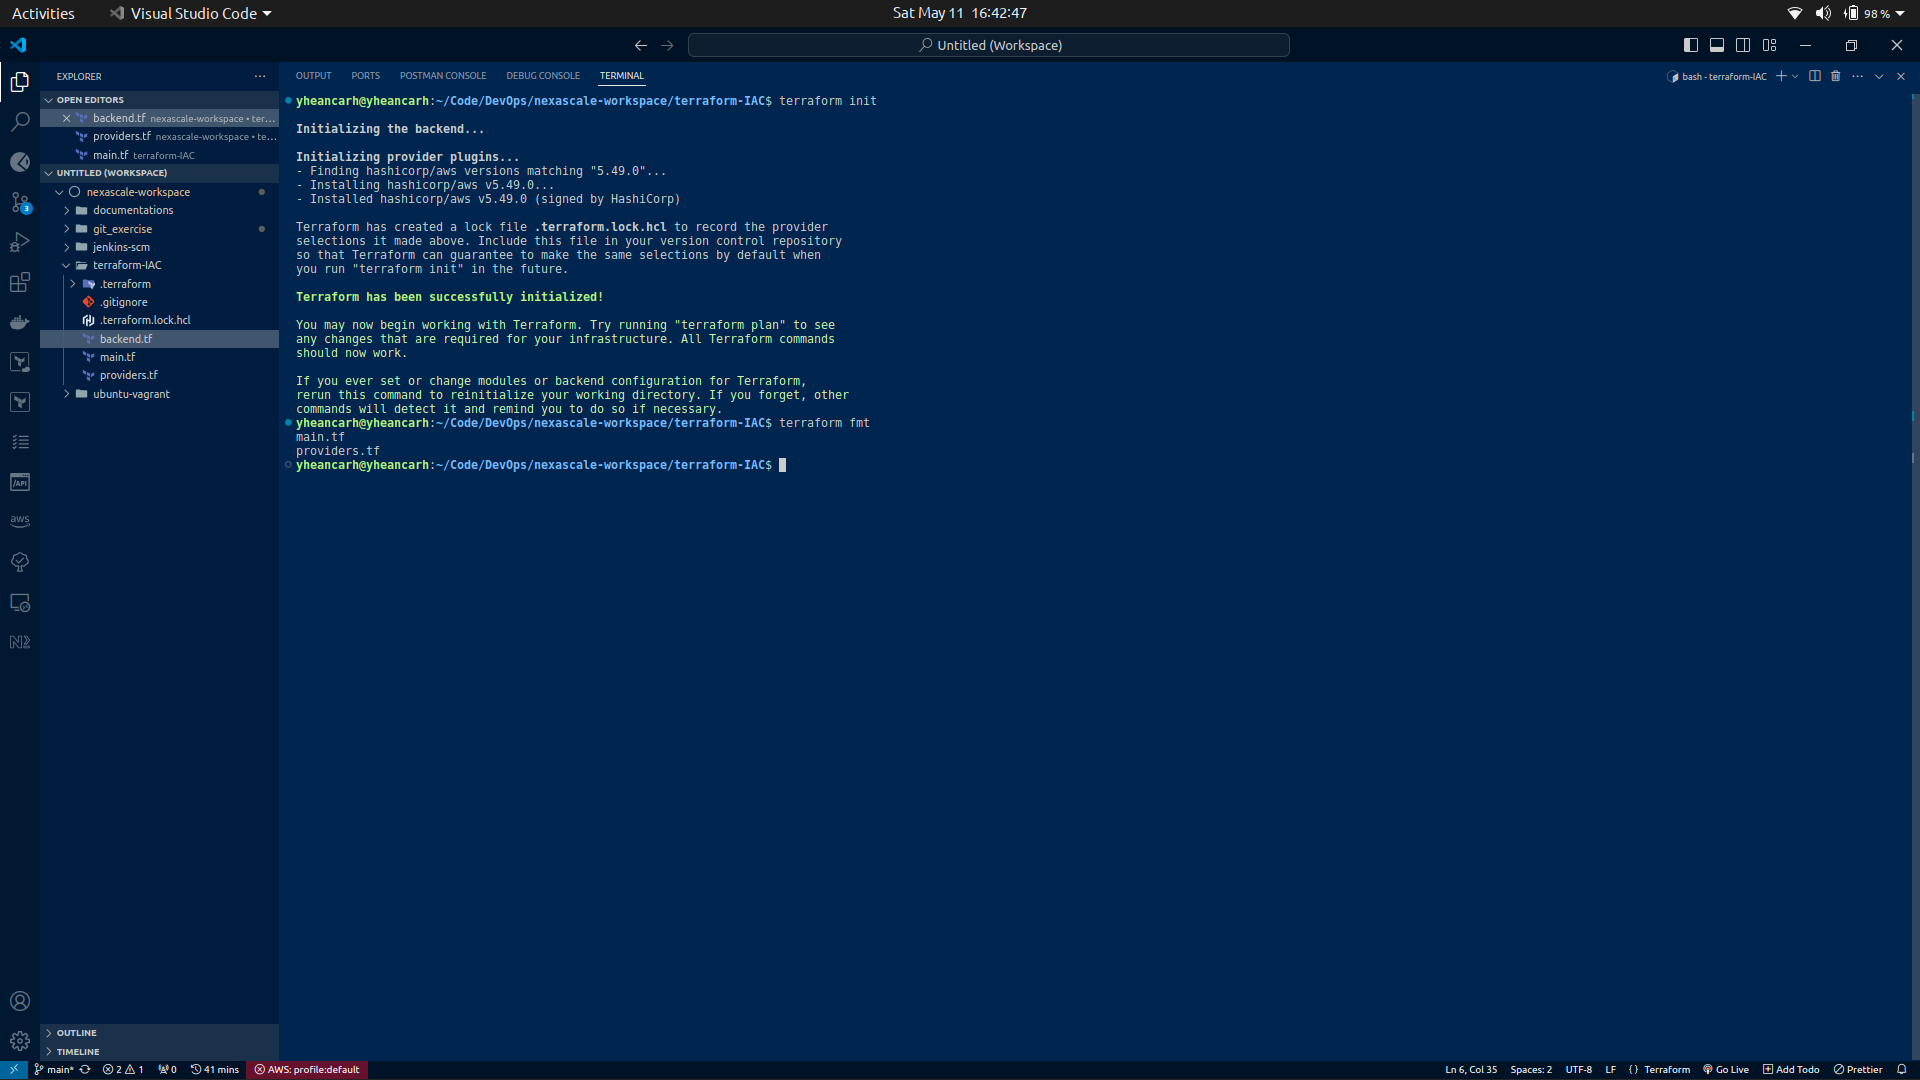 Activities
Visual Studio Code
Sat May 11 16:42:47
98 %
Untitled (Workspace)
EXPLORER
OUTPUT PORTS POSTMAN CONSOLE DEBUG CONSOLE TERMINAL
bash - terraform-IAC
OPEN EDITORS
backend.tf nexascale-workspace • ter...
providers.tf nexascale-workspace • te...
main.tf terraform-IAC
UNTITLED (WORKSPACE)
nexascale-workspace
documentations
git_exercise
jenkins-scm
terraform-IAC
.terraform
.gitignore
.terraform.lock.hcl
backend.tf
main.tf
providers.tf
ubuntu-vagrant
3
/API
aws
yheancarh@yheancarh:~/Code/DevOps/nexascale-workspace/terraform-IAC$ terraform init
Initializing the backend...
Initializing provider plugins...
- Finding hashicorp/aws versions matching "5.49.0"...
- Installing hashicorp/aws v5.49.0...
- Installed hashicorp/aws v5.49.0 (signed by HashiCorp)
Terraform has created a lock file .terraform.lock.hcl to record the provider
selections it made above. Include this file in your version control repository
so that Terraform can guarantee to make the same selections by default when
you run "terraform init" in the future.
Terraform has been successfully initialized!
You may now begin working with Terraform. Try running "terraform plan" to see
any changes that are required for your infrastructure. All Terraform commands
should now work.
If you ever set or change modules or backend configuration for Terraform,
rerun this command to reinitialize your working directory. If you forget, other
commands will detect it and remind you to do so if necessary.
yheancarh@yheancarh:~/Code/DevOps/nexascale-workspace/terraform-IAC$ terraform fmt
main.tf
providers.tf
yheancarh@yheancarh:~/Code/DevOps/nexascale-workspace/terraform-IAC$
OUTLINE
TIMELINE
main* 2 1 0 41 mins AWS: profile:default
Ln 6, Col 35 Spaces: 2 UTF-8 LF {} Terraform Go Live Add Todo Prettier